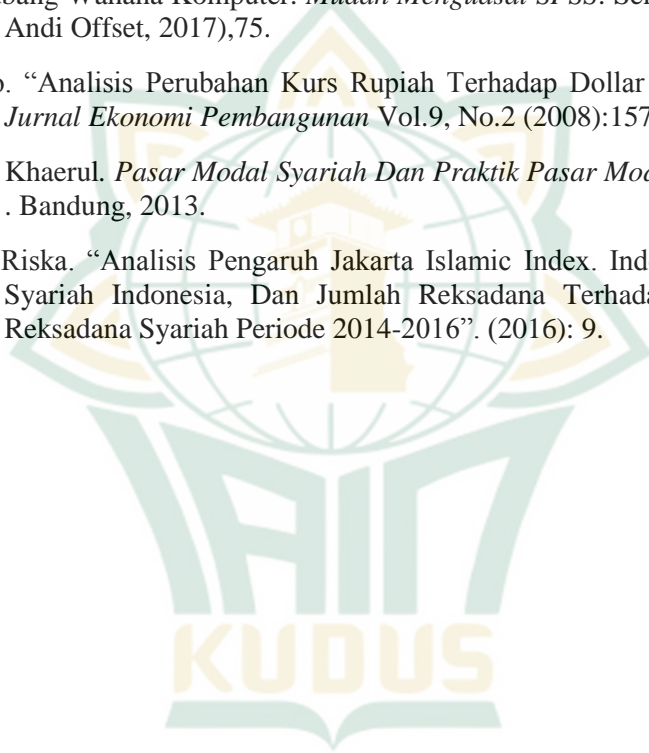 Wahana Komputer. Mudah Menguasai SPSS. Se
Andi Offset, 2017),75.
“Analisis Perubahan Kurs Rupiah Terhadap Dollar
Jurnal Ekonomi Pembangunan Vol.9, No.2 (2008):157
Khaerul. Pasar Modal Syariah Dan Praktik Pasar Mod
. Bandung, 2013.
Riska. “Analisis Pengaruh Jakarta Islamic Index. Ind
Syariah Indonesia, Dan Jumlah Reksadana Terhada
Reksadana Syariah Periode 2014-2016”. (2016): 9.
IAIN
KUDUS